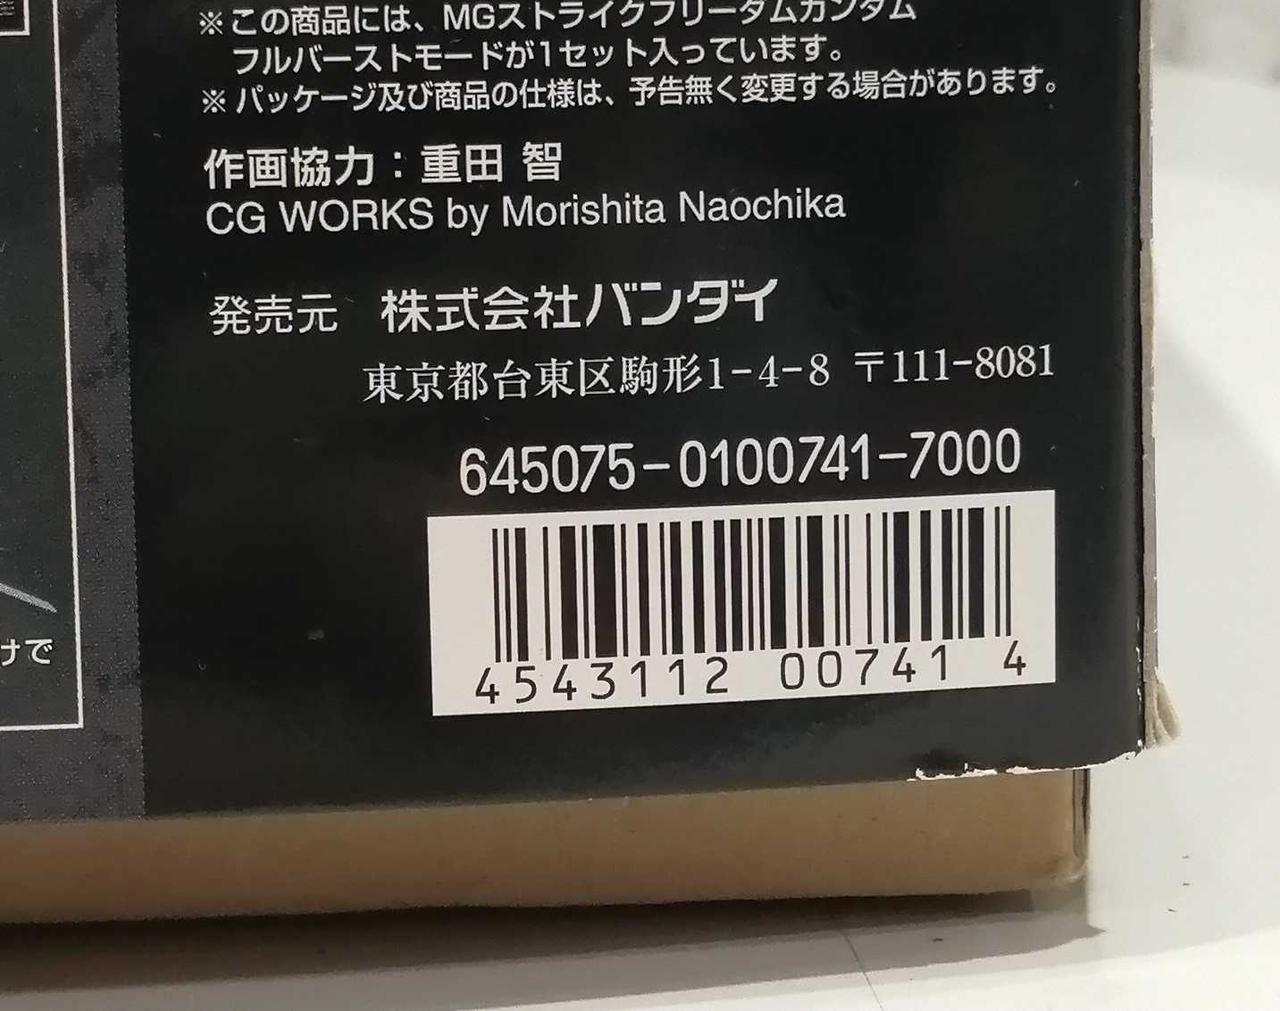 ※この商品には、MGストライクフリーダムガンダム
フルバーストモードが1セット入っています。
※パッケージ及び商品の仕様は、予告無く変更する場合があります。
作画協力：重田 智
CG WORKS by Morishita Naochika
発売元 株式会社バンダイ
東京都台東区駒形1-4-8 〒111-8081
645075-0100741-7000
4543112 00741 4
けで